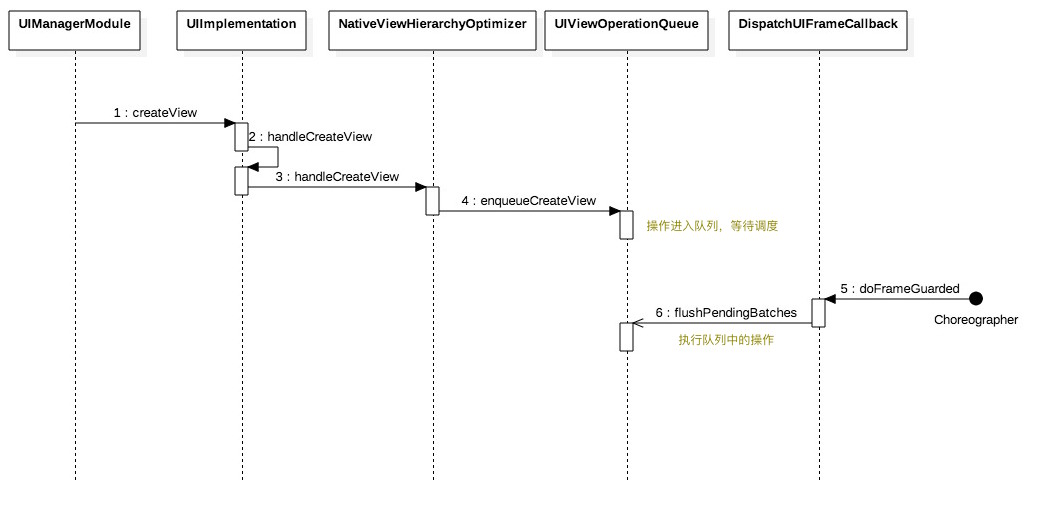 UIManagerModule
UIImplementation
NativeViewHierarchyOptimizer
UIViewOperationQueue
DispatchUIFrameCallback
1 : createView
2 : handleCreateView
3 : handleCreateView
4 : enqueueCreateView
操作进入队列，等待调度
5 : doFrameGuarded
Choreographer
6 : flushPendingBatches
执行队列中的操作